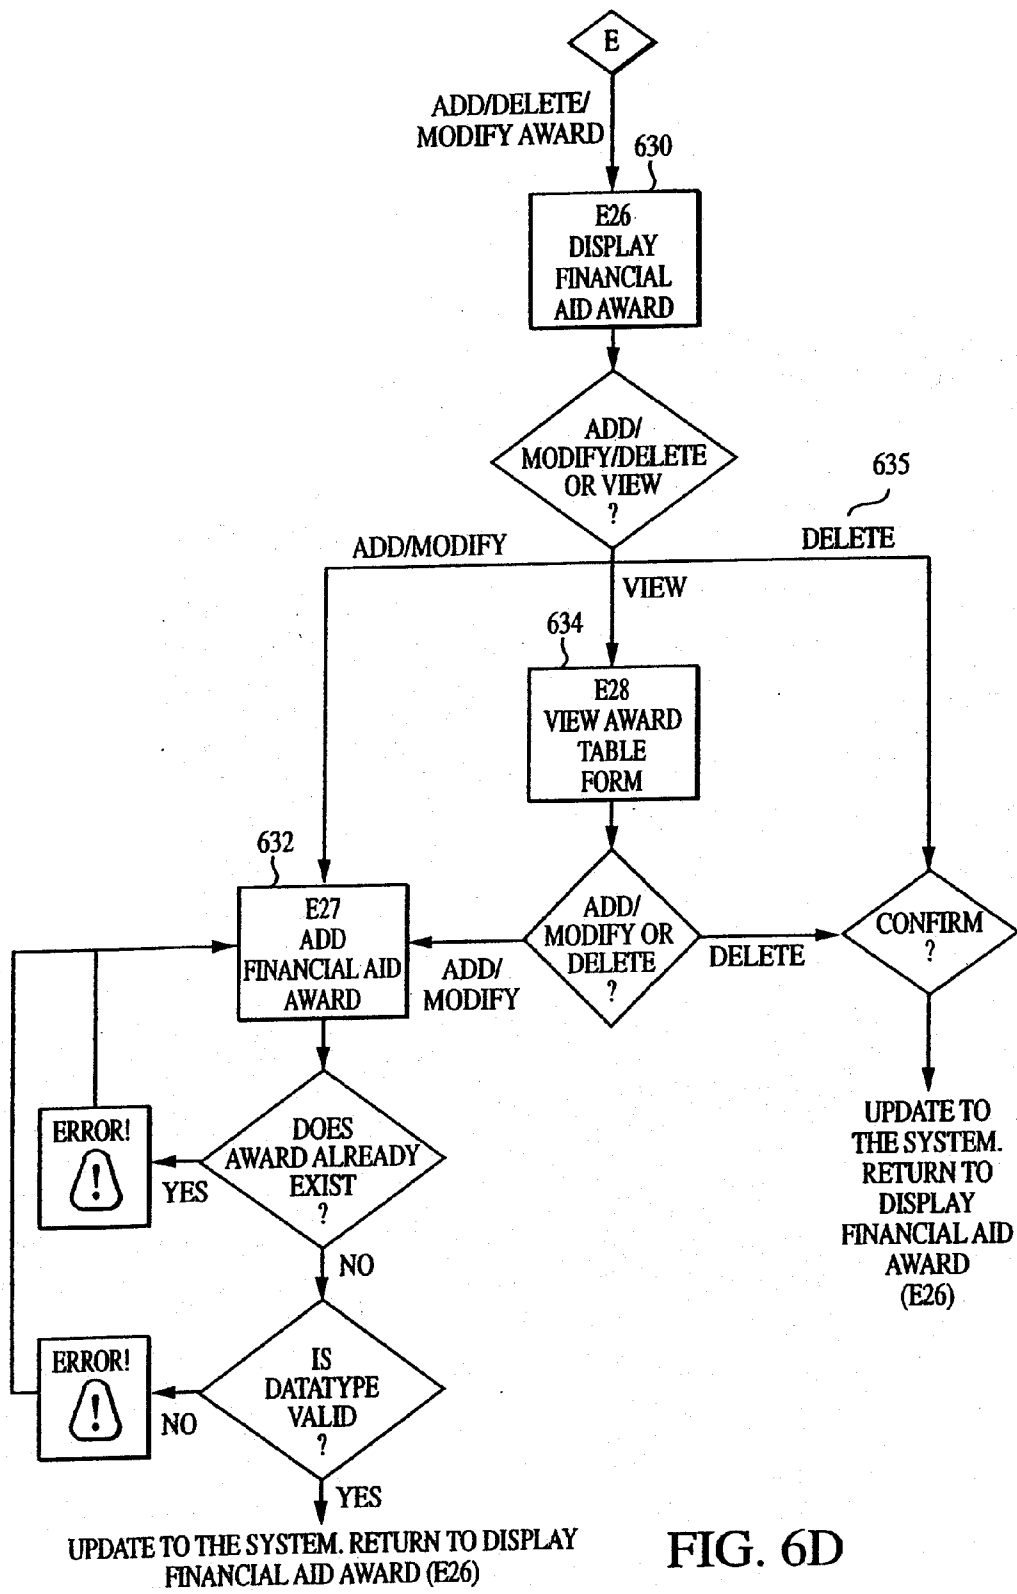 E
ADD/DELETE/
MODIFY AWARD
630
E26
DISPLAY
FINANCIAL
AID AWARD
ADD/
MODIFY/DELETE
OR VIEW
?
635
ADD/MODIFY
DELETE
VIEW
634
E28
VIEW AWARD
TABLE
FORM
632
E27
ADD
FINANCIAL AID
AWARD
ADD/
MODIFY
ADD/
MODIFY OR
DELETE
?
DELETE
CONFIRM
?
ERROR!
!
YES
DOES
AWARD ALREADY
EXIST
?
UPDATE TO
THE SYSTEM.
RETURN TO
DISPLAY
FINANCIAL AID
AWARD
(E26)
NO
ERROR!
!
NO
IS
DATATYPE
VALID
?
YES
UPDATE TO THE SYSTEM. RETURN TO DISPLAY
FINANCIAL AID AWARD (E26)
FIG. 6D